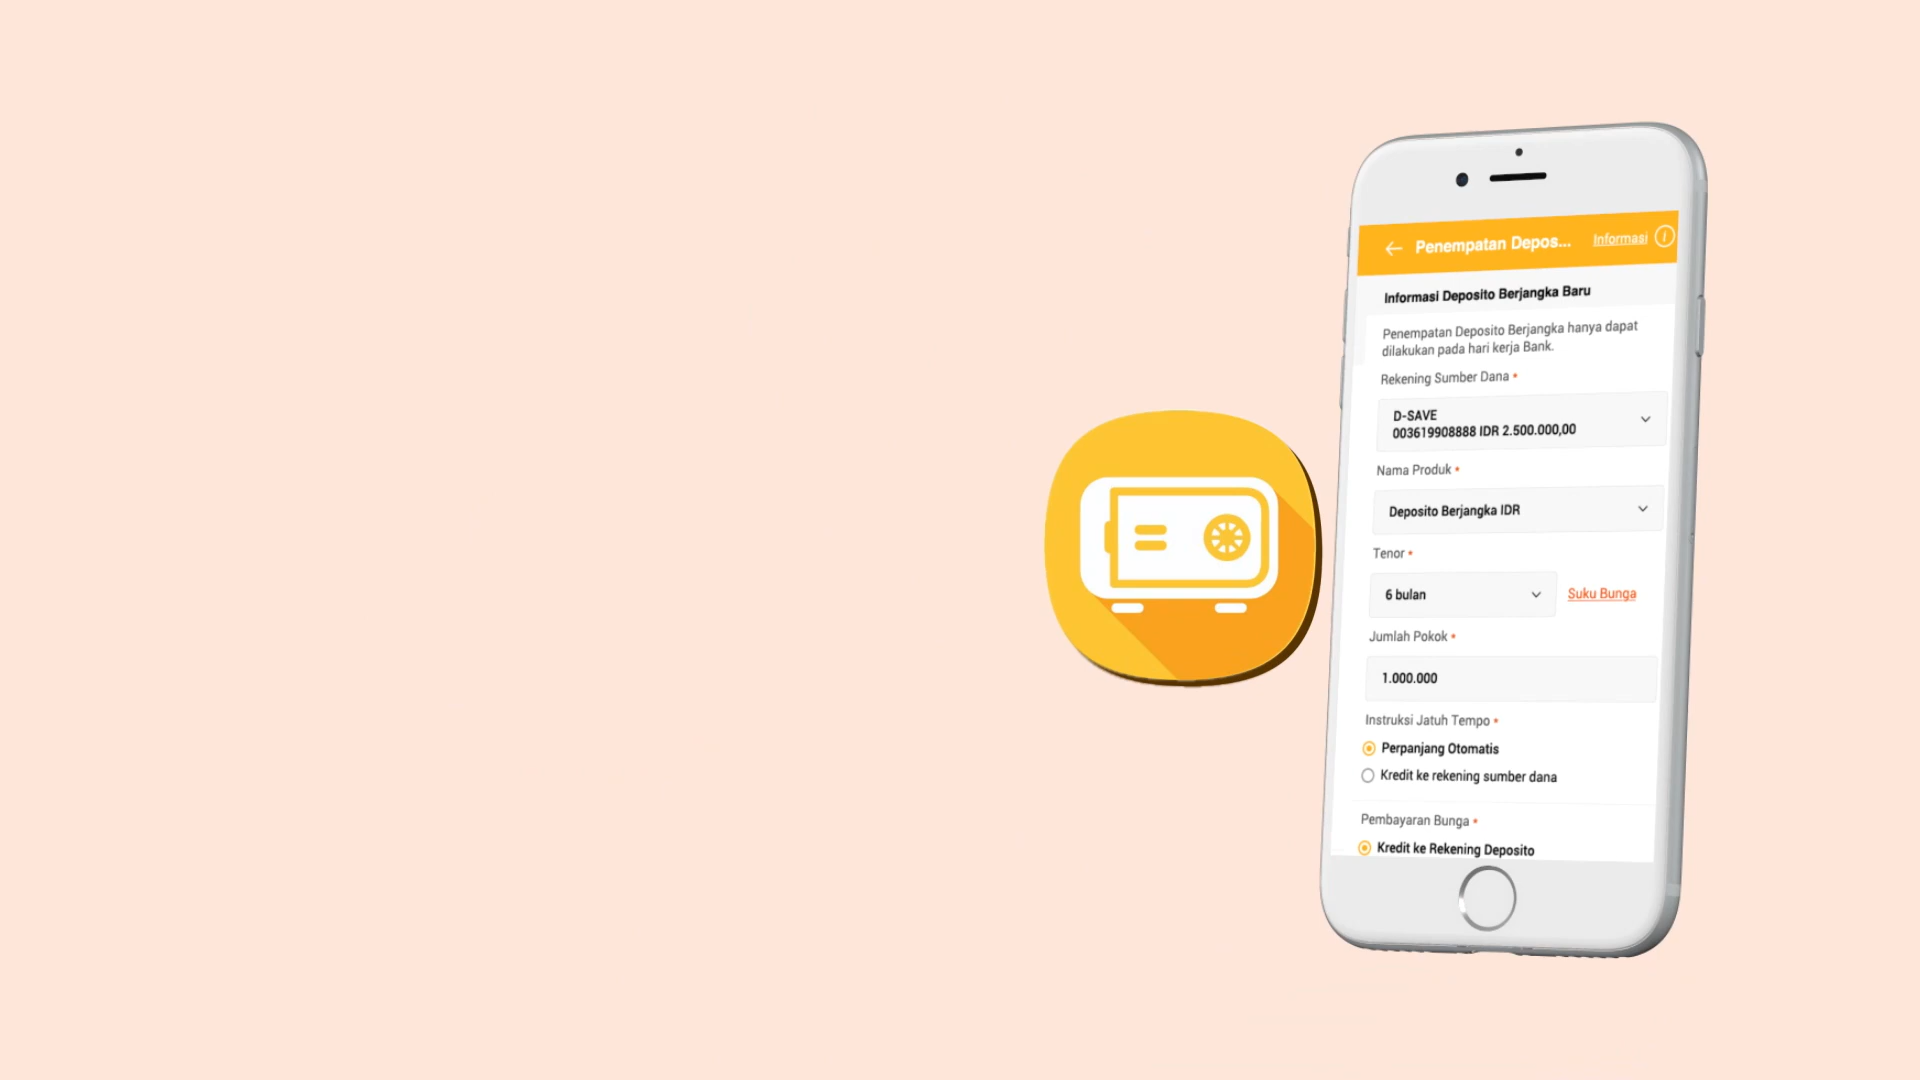 Penempatan Depos... Informasi
Informasi Deposito Berjangka Baru
Penempatan Deposito Berjangka hanya dapat
dilakukan pada hari kerja Bank.
Rekening Sumber Dana •
D-SAVE
003619908888 IDR 2.500.000,00
Nama Produk •
Deposito Berjangka IDR
Tenor •
6 bulan Suku Bunga
Jumlah Pokok •
1.000.000
Instruksi Jatuh Tempo •
Perpanjang Otomatis
Kredit ke rekening sumber dana
Pembayaran Bunga •
Kredit ke Rekening Deposito